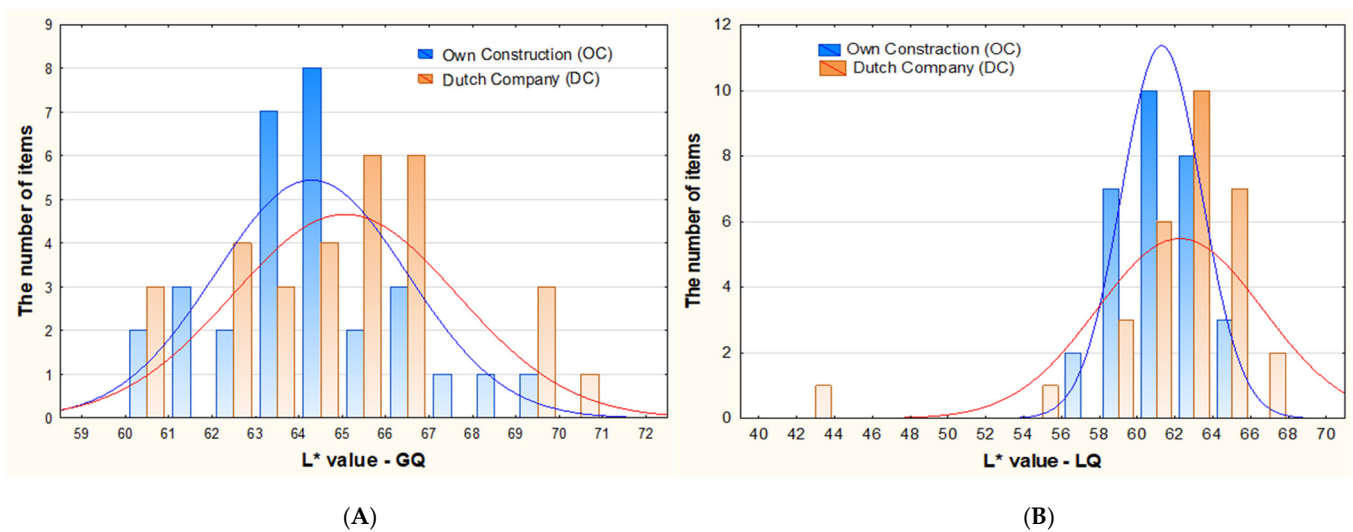 9
8
7
6
5
4
3
2
1
0
The number of items
Own Construction (OC)
Dutch Company (DC)
59 60 61 62 63 64 65 66 67 68 69 70 71 72
L* value - GQ
(A)
12
10
8
6
4
2
0
The number of items
Own Constraction (OC)
Dutch Company (DC)
40 42 44 46 48 50 52 54 56 58 60 62 64 66 68 70
L* value - LQ
(B)